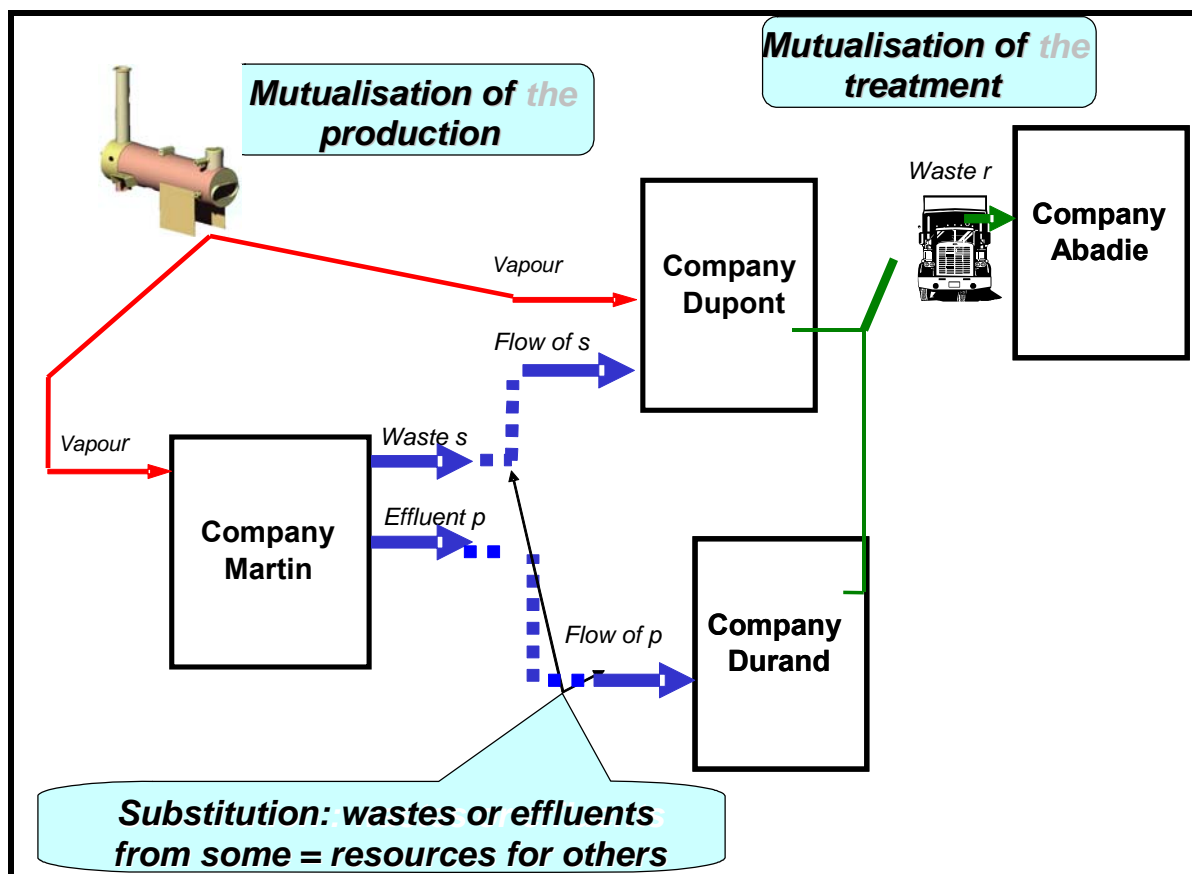 Mutualisation of the
production
Mutualisation of the
treatment
Waste r
Company
Abadie
Vapour
Company
Dupont
Flow of s
Vapour
Waste s
Effluent p
Company
Martin
Flow of p
Company
Durand
Substitution: wastes or effluents
from some = resources for others